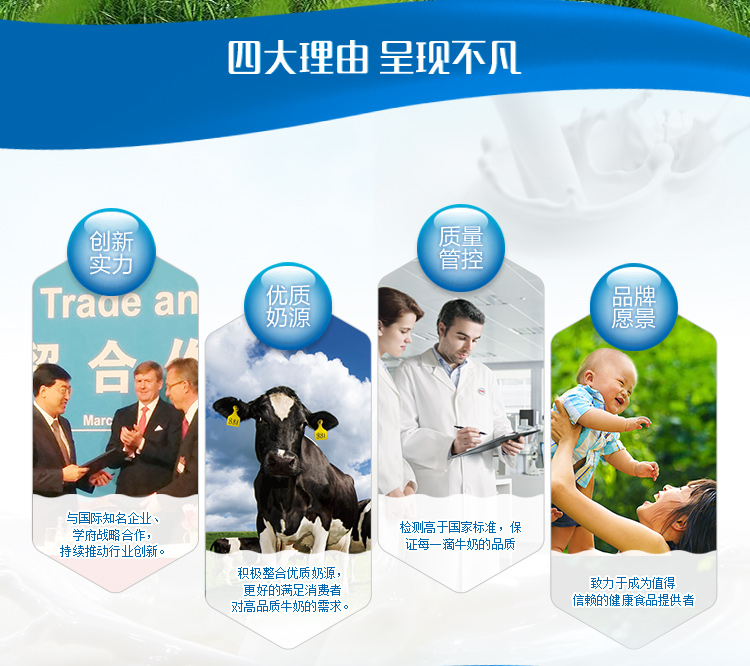 四大理由 呈现不凡
创新
实力
Trade an
贸 合 作
Marc
与国际知名企业、
学府战略合作，
持续推动行业创新。
优质
奶源
积极整合优质奶源，
更好的满足消费者
对高品质牛奶的需求。
质量
管控
检测高于国家标准，保
证每一滴牛奶的品质
品牌
愿景
致力于成为值得
信赖的健康食品提供者